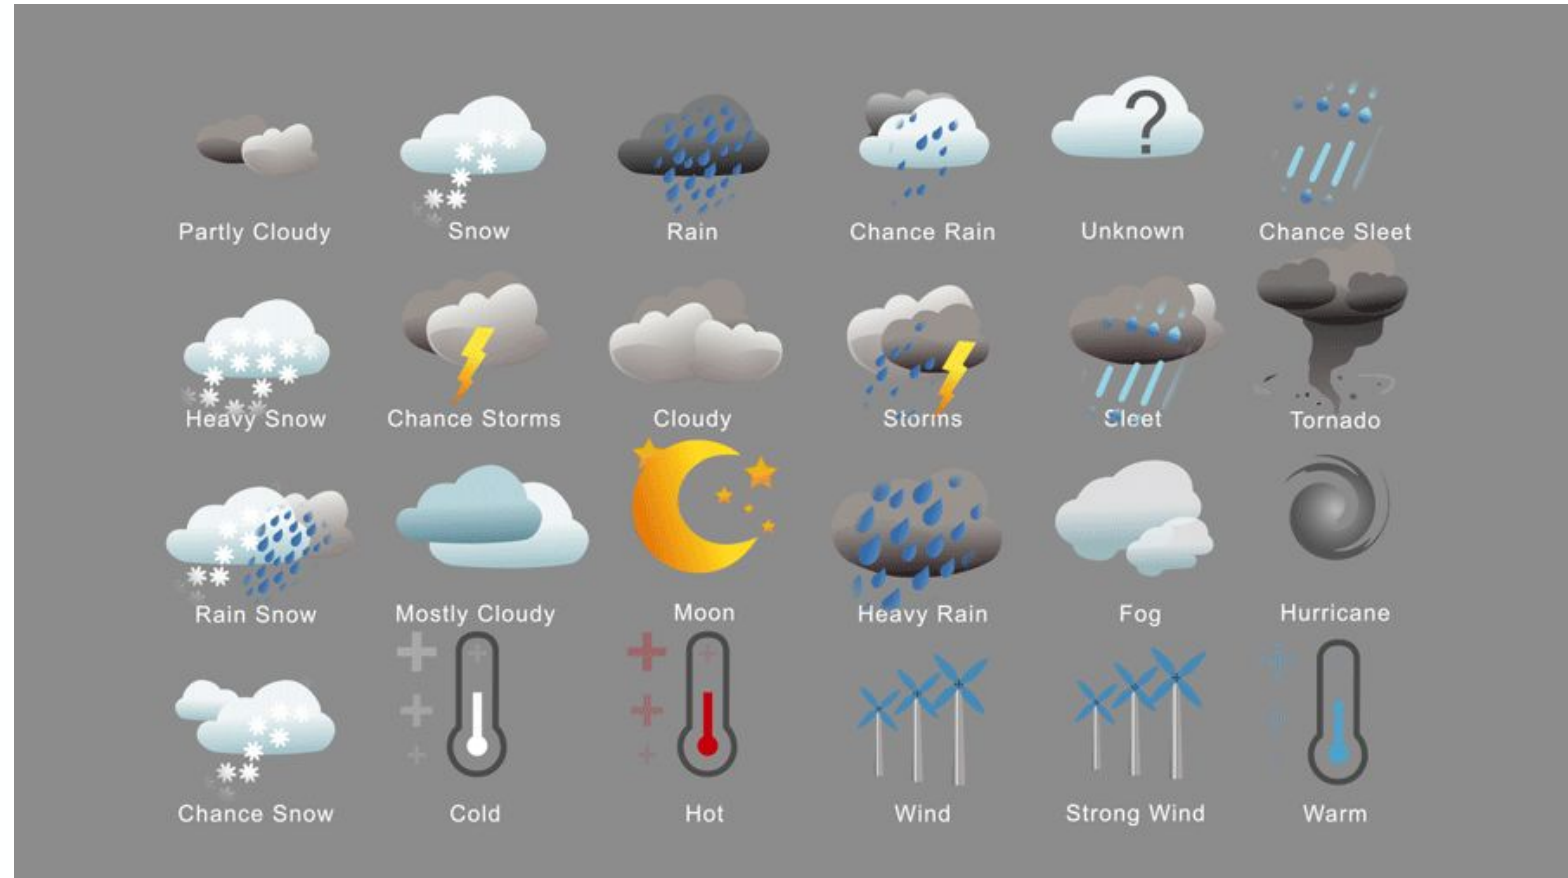 Partly Cloudy
Snow
Rain
Chance Rain
?
Unknown
Chance Sleet
Heavy Snow
Chance Storms
Cloudy
Storms
Sleet
Tornado
Rain Snow
Mostly Cloudy
Moon
Heavy Rain
Fog
Hurricane
Chance Snow
Cold
Hot
Wind
Strong Wind
Warm